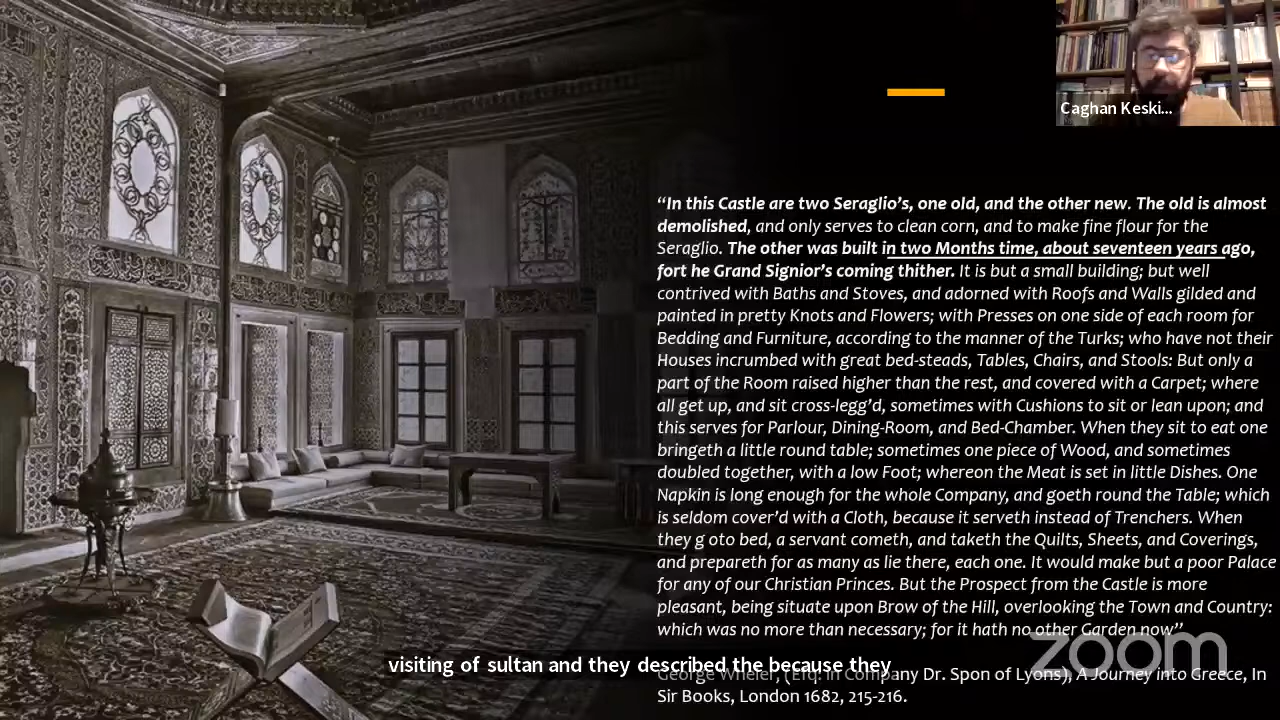 Caghan Keski...
“In this Castle are two Seraglio’s, one old, and the other new. The old is almost
demolished, and only serves to clean corn, and to make fine flour for the
Seraglio. The other was built in two Months time, about seventeen years ago,
fort he Grand Signior’s coming thither. It is but a small building; but well
contrived with Baths and Stoves, and adorned with Roofs and Walls gilded and
painted in pretty Knots and Flowers; with Presses on one side of each room for
Bedding and Furniture, according to the manner of the Turks; who have not their
Houses incrumbed with great bed-steads, Tables, Chairs, and Stools: But only a
part of the Room raised higher than the rest, and covered with a Carpet; where
all get up, and sit cross-legg’d, sometimes with Cushions to sit or lean upon; and
this serves for Parlour, Dining-Room, and Bed-Chamber. When they sit to eat one
bringeth a little round table; sometimes one piece of Wood, and sometimes
doubled together, with a low Foot; whereon the Meat is set in little Dishes. One
Napkin is long enough for the whole Company, and goeth round the Table; which
is seldom cover’d with a Cloth, because it serveth instead of Trenchers. When
they g oto bed, a servant cometh, and taketh the Quilts, Sheets, and Coverings,
and prepareth for as many as lie there, each one. It would make but a poor Palace
for any of our Christian Princes. But the Prospect from the Castle is more
pleasant, being situate upon Brow of the Hill, overlooking the Town and Country:
which was no more than necessary; for it hath no other Garden now”
zoom
visiting of sultan and they described the because they
George Wheler, (Efq: in Company Dr. Spon of Lyons), A Journey into Greece, In
Sir Books, London 1682, 215-216.